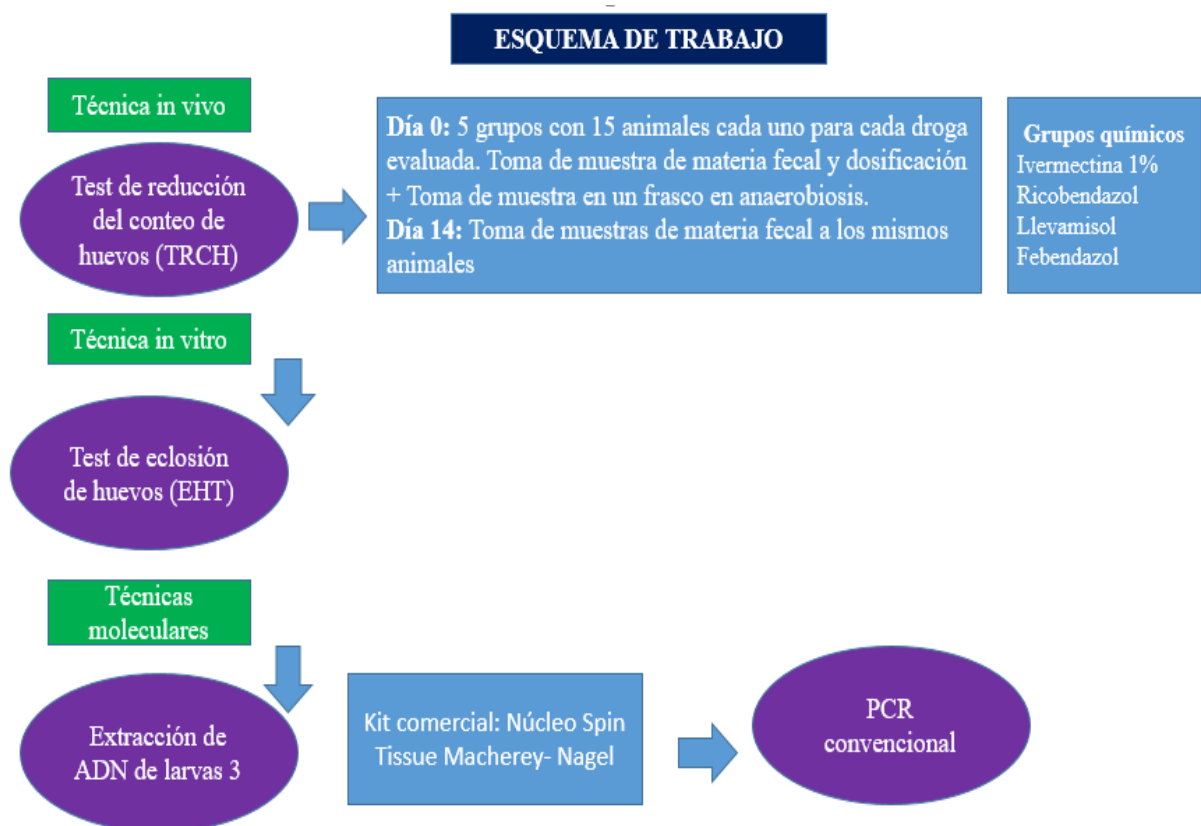 ESQUEMA DE TRABAJO
Técnica in vivo
Test de reducción
del conteo de
huevos (TRCH)
Día 0: 5 grupos con 15 animales cada uno para cada droga
evaluada. Toma de muestra de materia fecal y dosificación
+ Toma de muestra en un frasco en anaerobiosis.
Día 14: Toma de muestras de materia fecal a los mismos
animales
Grupos químicos
Ivermectina 1%
Ricobendazol
Llevamisol
Febendazol
Técnica in vitro
Test de eclosión
de huevos (EHT)
Técnicas
moleculares
Extracción de
ADN de larvas 3
Kit comercial: Núcleo Spin
Tissue Macherey- Nagel
PCR
convencional